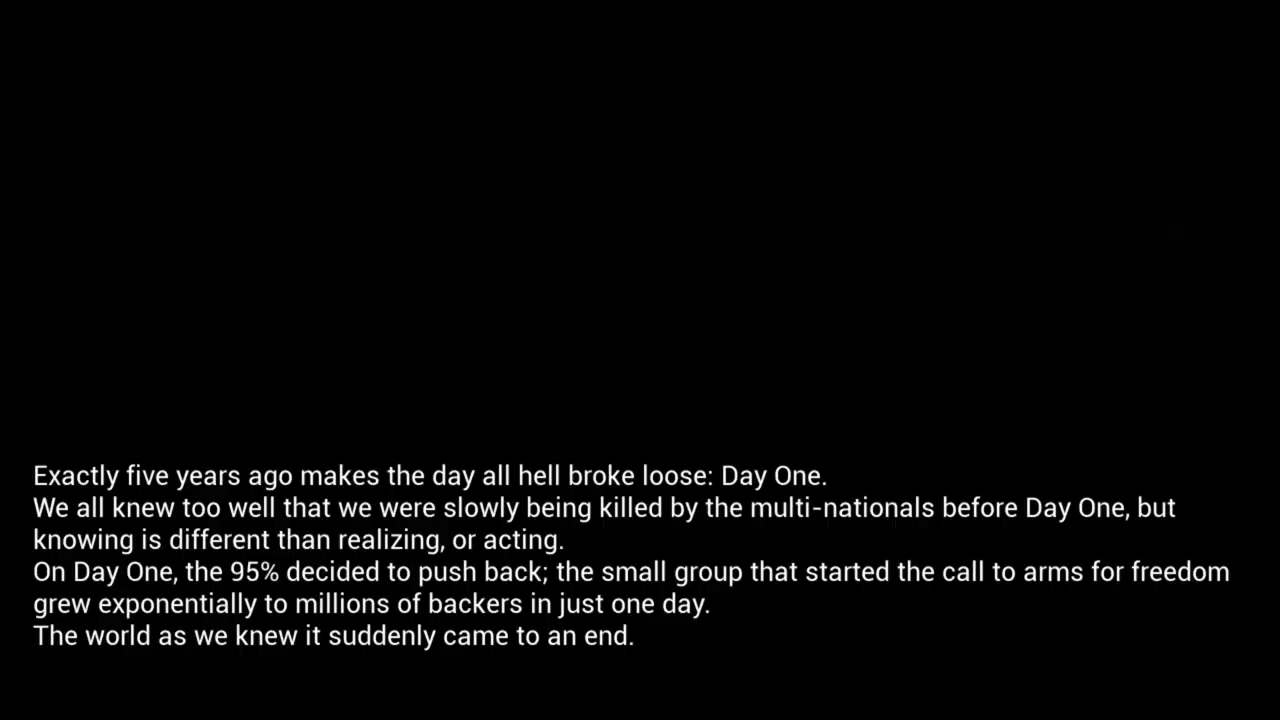 Exactly five years ago makes the day all hell broke loose: Day One.
We all knew too well that we were slowly being killed by the multi-nationals before Day One, but
knowing is different than realizing, or acting.
On Day One, the 95% decided to push back; the small group that started the call to arms for freedom
grew exponentially to millions of backers in just one day.
The world as we knew it suddenly came to an end.